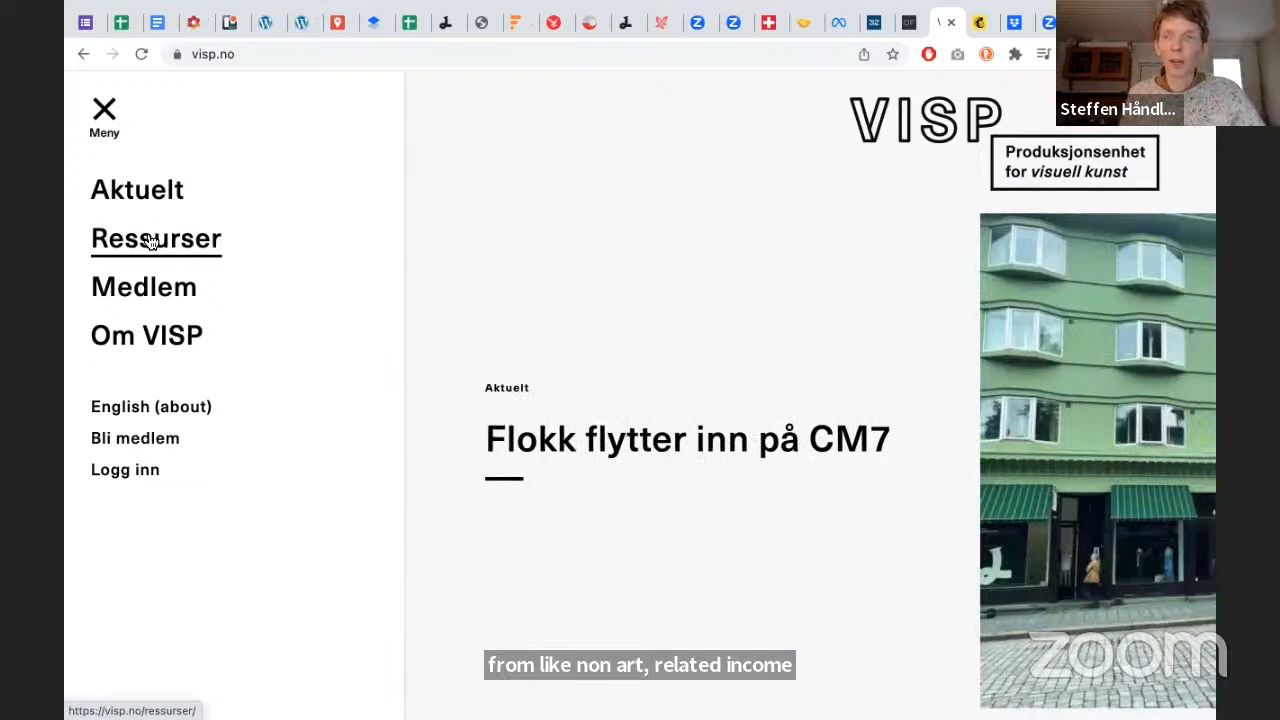 visp.no
Steffen Håndl...
Meny
VISP
Produksjonsenhet
for visuell kunst
Aktuelt
Ressurser
Medlem
Om VISP
English (about)
Bli medlem
Logg inn
Aktuelt
Flokk flytter inn på CM7
from like non art, related income
zoom
https://visp.no/ressurser/